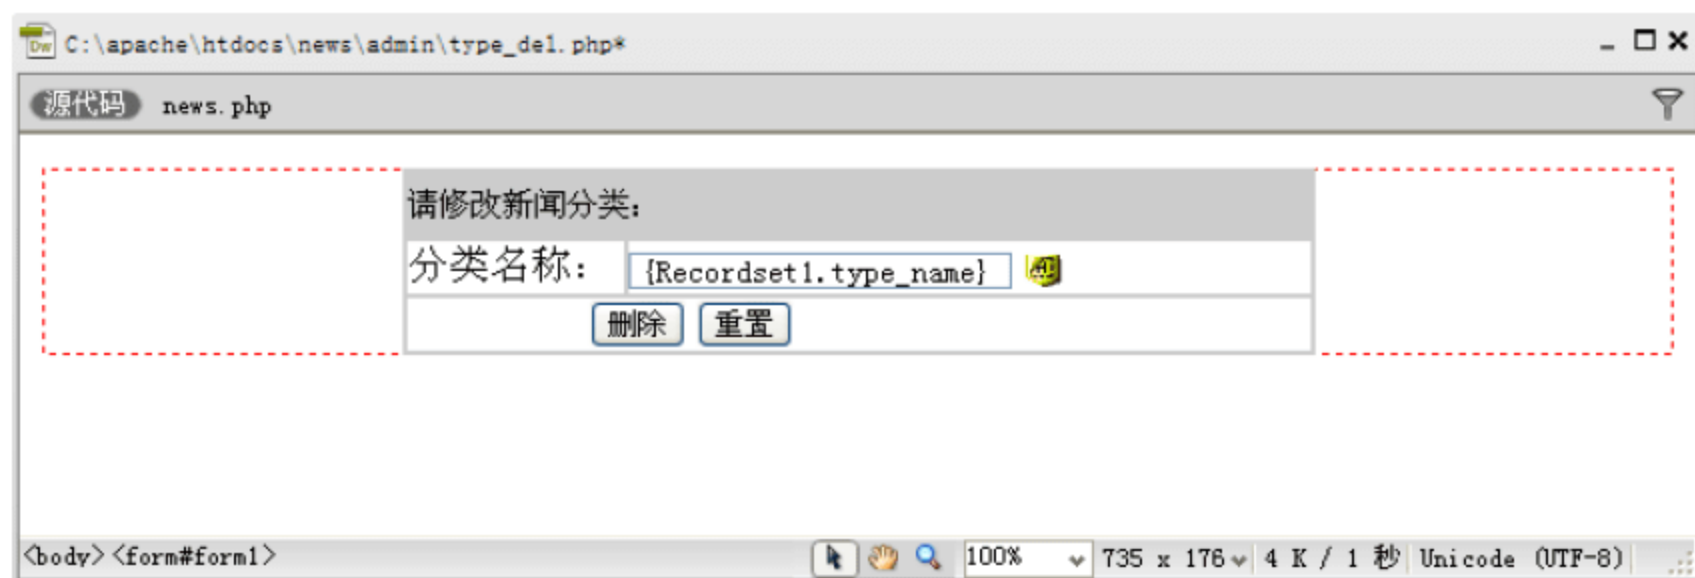 C:\apache\htdocs\news\admin\type_del.php*
源代码 news.php
请修改新闻分类：
分类名称： {Recordset1.type_name}
删除 重置
<body> <form#form1> 100% 735 x 176 4 K / 1 秒 Unicode (UTF-8)